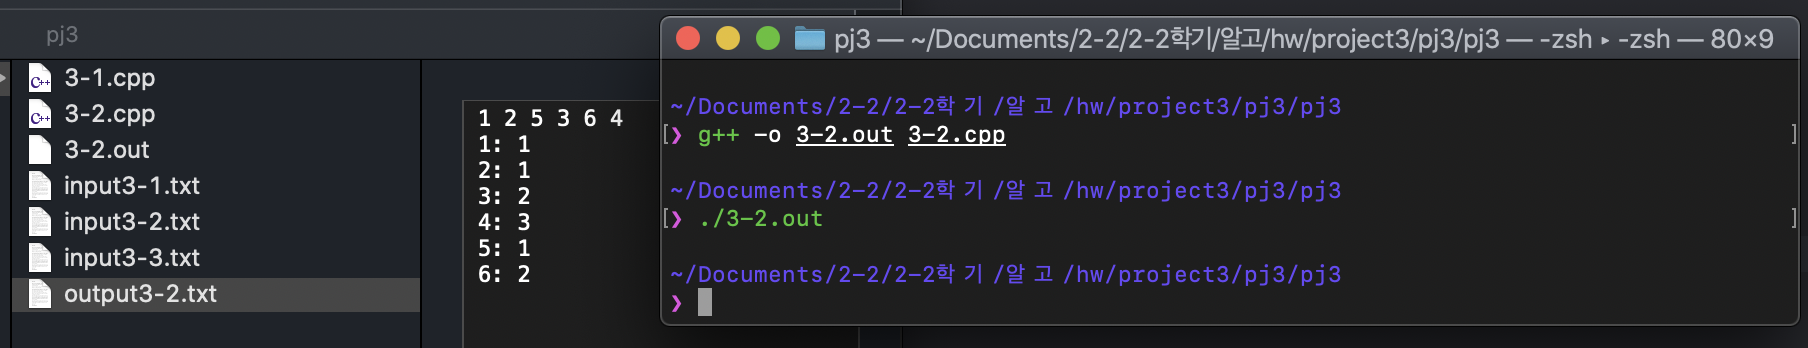 pj3
3-1.cpp
3-2.cpp
3-2.out
input3-1.txt
input3-2.txt
input3-3.txt
output3-2.txt
1 2 5 3 6 4
1: 1
2: 1
3: 2
4: 3
5: 1
6: 2
pj3 — ~/Documents/2-2/2-2학기/알고/hw/project3/pj3/pj3 — -zsh ▸ -zsh — 80×9
~/Documents/2-2/2-2학 기 /알 고 /hw/project3/pj3/pj3
[❯ g++ -o 3-2.out 3-2.cpp ]
~/Documents/2-2/2-2학 기 /알 고 /hw/project3/pj3/pj3
[❯ ./3-2.out ]
~/Documents/2-2/2-2학 기 /알 고 /hw/project3/pj3/pj3
❯